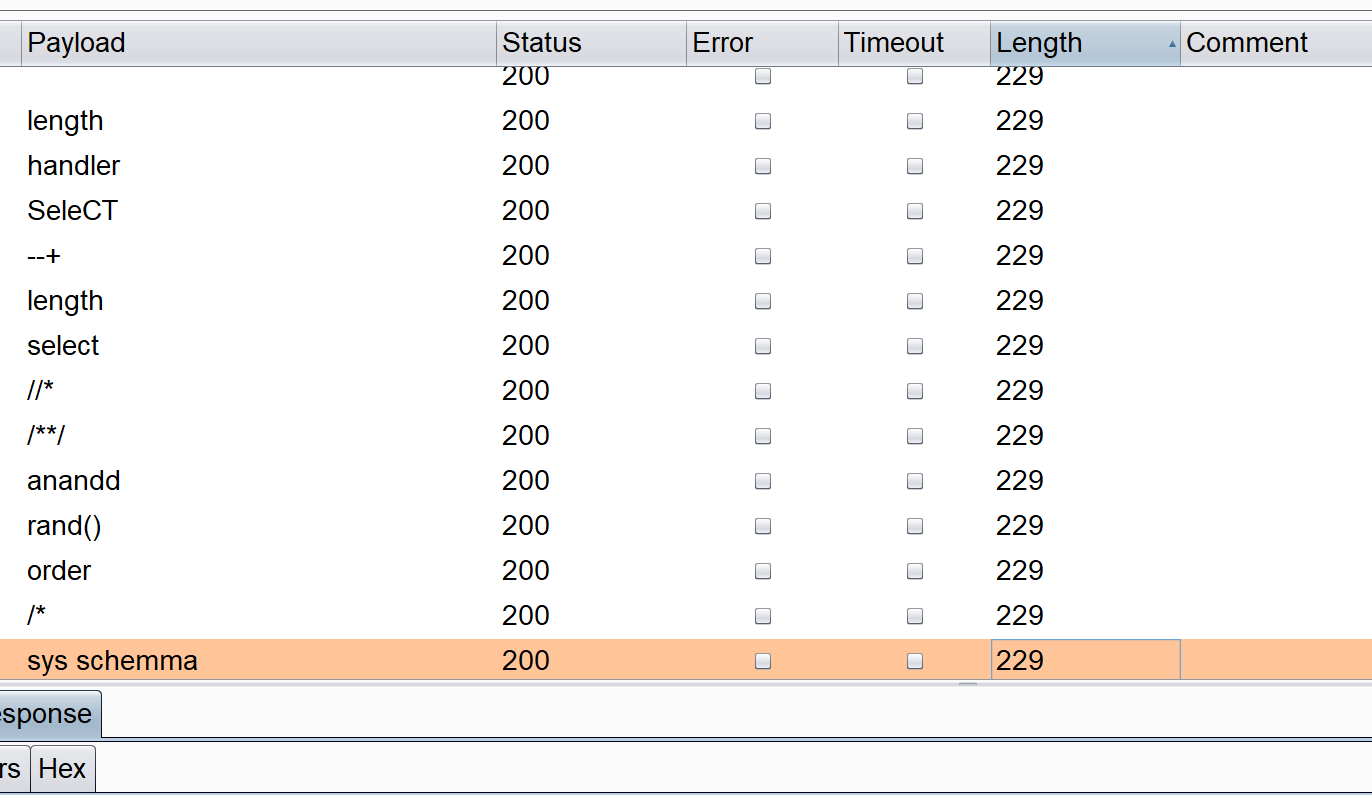 Payload Status Error Timeout Length Comment
200 229
length 200 229
handler 200 229
SeleCT 200 229
--+ 200 229
length 200 229
select 200 229
//* 200 229
/**/ 200 229
anandd 200 229
rand() 200 229
order 200 229
/* 200 229
sys schemma 200 229
esponse
rs Hex